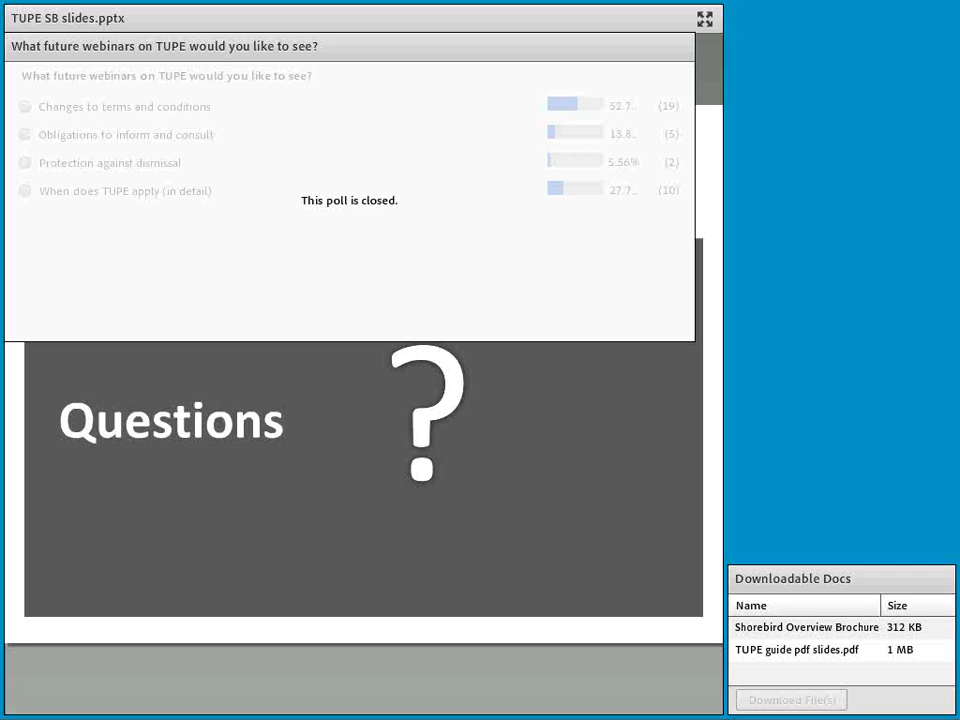 TUPE SB slides.pptx
What future webinars on TUPE would you like to see?
What future webinars on TUPE would you like to see?
Changes to terms and conditions 52.7.. (19)
Obligations to inform and consult 13.8.. (5)
Protection against dismissal 5.56% (2)
When does TUPE apply (in detail) 27.7.. (10)
This poll is closed.
Questions ?
Downloadable Docs
Name Size
Shorebird Overview Brochure 312 KB
TUPE guide pdf slides.pdf 1 MB
Download File(s)